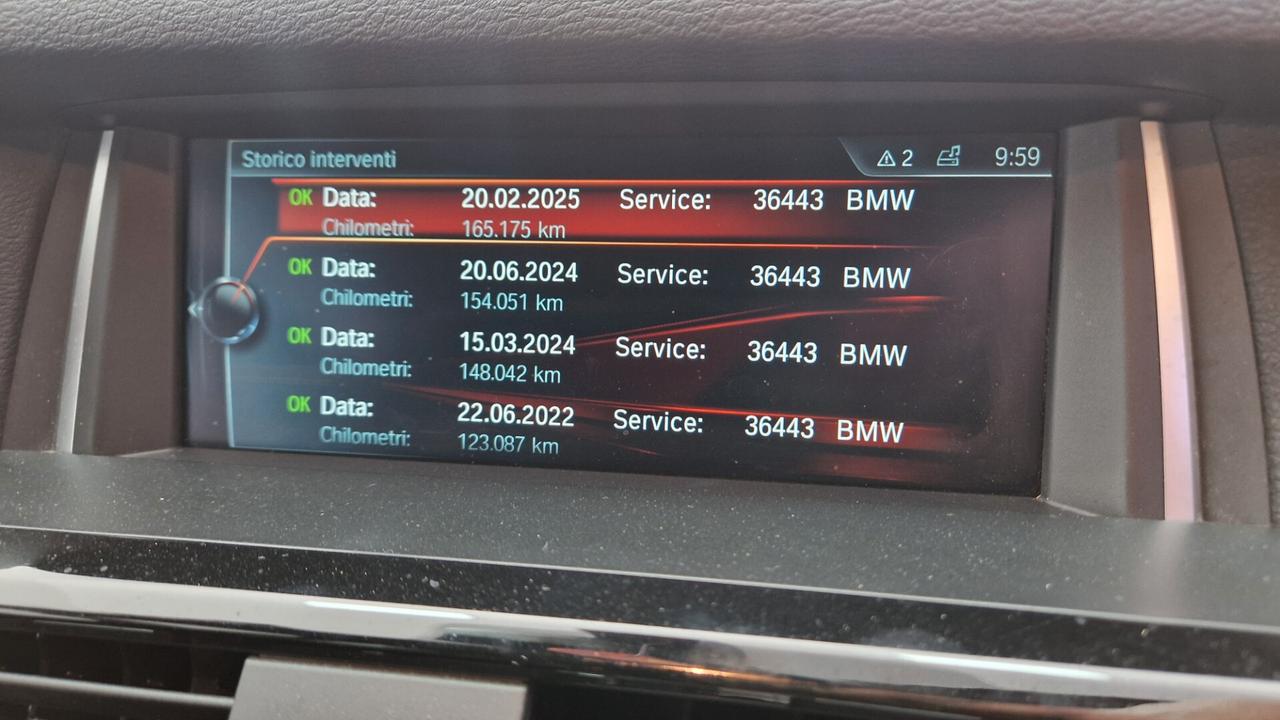 Storico interventi 2 9:59
OK Data: 20.02.2025 Service: 36443 BMW
Chilometri: 165.175 km
OK Data: 20.06.2024 Service: 36443 BMW
Chilometri: 154.051 km
OK Data: 15.03.2024 Service: 36443 BMW
Chilometri: 148.042 km
OK Data: 22.06.2022 Service: 36443 BMW
Chilometri: 123.087 km